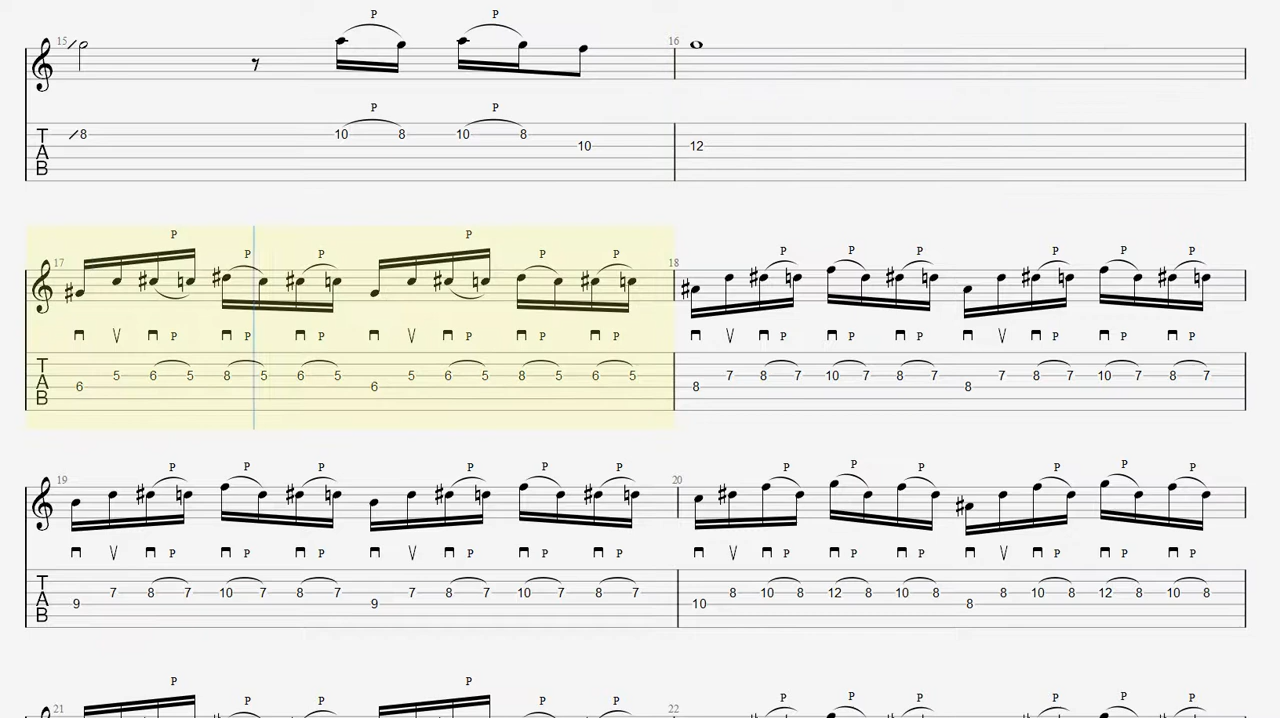 P P
15 16
P P
T 8 10 8 10 8 12
A 10
B
P P
17 P P P P 18 P P P P P P
P P P P P P P P P P P P
T 5 6 5 8 5 6 5 5 6 5 8 5 6 5 7 8 7 10 7 8 7 7 8 7 10 7 8 7
A 6 6 8 8
B
P P P P P P P P P P P P
19 20
P P P P P P P P P P P P
T 7 8 7 10 7 8 7 7 8 7 10 7 8 7 8 10 8 12 8 10 8 8 10 8 12 8 10 8
A 9 9 10 8
B
P P
21 P P P P 22 P P P P P P